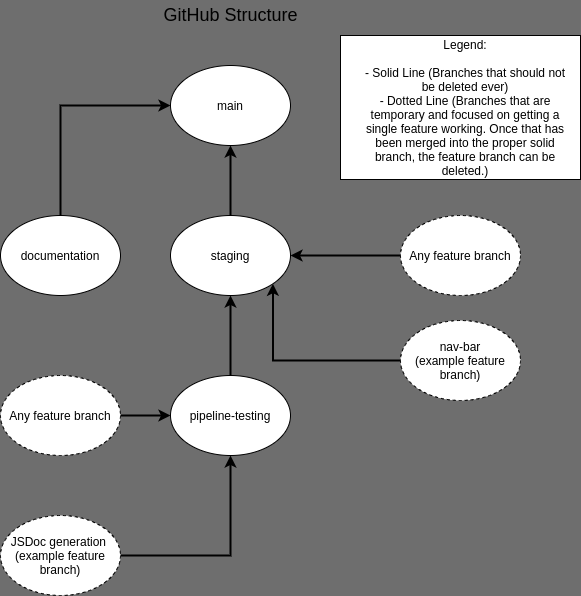 GitHub Structure
Legend:
- Solid Line (Branches that should not
be deleted ever)
- Dotted Line (Branches that are
temporary and focused on getting a
single feature working. Once that has
been merged into the proper solid
branch, the feature branch can be
deleted.)
main
documentation
staging
Any feature branch
nav-bar
(example feature
branch)
Any feature branch
pipeline-testing
JSDoc generation
(example feature
branch)